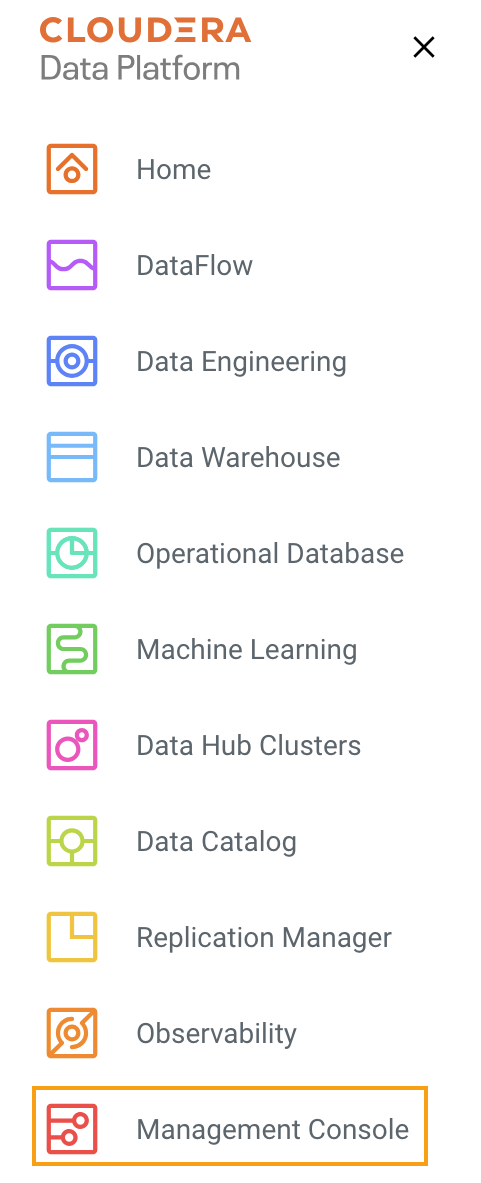 CLOUDERA
Data Platform
Home
DataFlow
Data Engineering
Data Warehouse
Operational Database
Machine Learning
Data Hub Clusters
Data Catalog
Replication Manager
Observability
Management Console